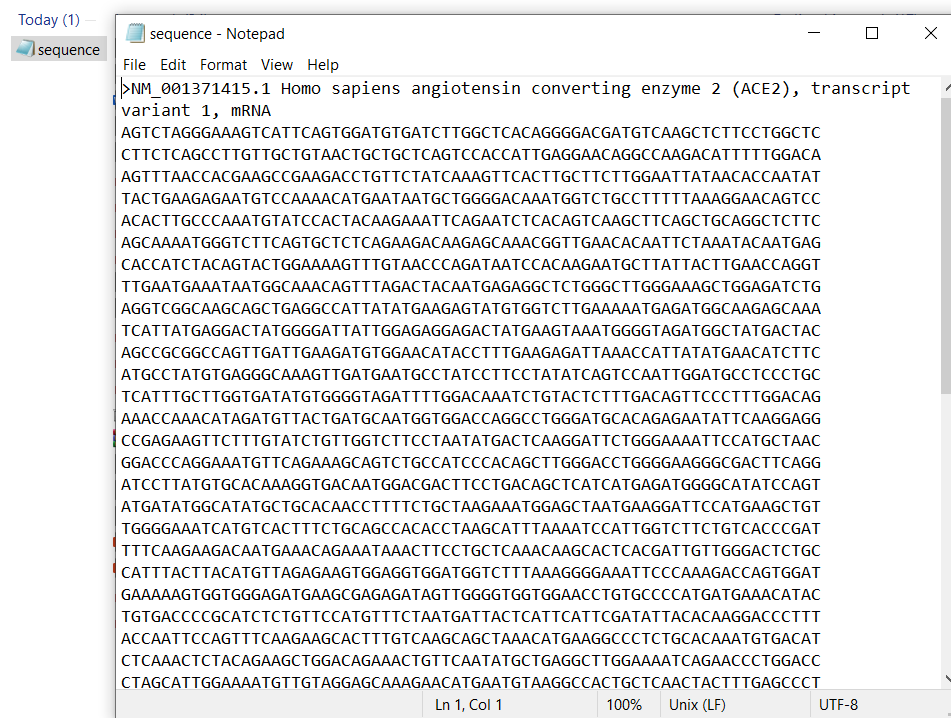 Today (1)
sequence
sequence - Notepad
File Edit Format View Help
>NM_001371415.1 Homo sapiens angiotensin converting enzyme 2 (ACE2), transcript
variant 1, mRNA
AGTCTAGGGAAAGTCATTCAGTGGATGTGATCTTGGCTCACAGGGGACGATGTCAAGCTCTTCCTGGCTC
CTTCTCAGCCTTGTTGCTGTAACTGCTGCTCAGTCCACCATTGAGGAACAGGCCAAGACATTTTTGGACA
AGTTTAACCACGAAGCCGAAGACCTGTTCTATCAAAGTTCACTTGCTTCTTGGAATTATAACACCAATAT
TACTGAAGAGAATGTCCAAAACATGAATAATGCTGGGGACAAATGGTCTGCCTTTTTAAAGGAACAGTCC
ACACTTGCCCAAATGTATCCACTACAAGAAATTCAGAATCTCACAGTCAAGCTTCAGCTGCAGGCTCTTC
AGCAAAATGGGTCTTCAGTGCTCTCAGAAGACAAGAGCAAACGGTTGAACACAATTCTAAATACAATGAG
CACCATCTACAGTACTGGAAAAGTTTGTAACCCAGATAATCCACAAGAATGCTTATTACTTGAACCAGGT
TTGAATGAAATAATGGCAAACAGTTTAGACTACAATGAGAGGCTCTGGGCTTGGGAAAGCTGGAGATCTG
AGGTCGGCAAGCAGCTGAGGCCATTATATGAAGAGTATGTGGTCTTGAAAAATGAGATGGCAAGAGCAAA
TCATTATGAGGACTATGGGGATTATTGGAGAGGAGACTATGAAGTAAATGGGGTAGATGGCTATGACTAC
AGCCGCGGCCAGTTGATTGAAGATGTGGAACATACCTTTGAAGAGATTAAACCATTATATGAACATCTTC
ATGCCTATGTGAGGGCAAAGTTGATGAATGCCTATCCTTCCTATATCAGTCCAATTGGATGCCTCCCTGC
TCATTTGCTTGGTGATATGTGGGGTAGATTTTGGACAAATCTGTACTCTTTGACAGTTCCCTTTGGACAG
AAACCAAACATAGATGTTACTGATGCAATGGTGGACCAGGCCTGGGATGCACAGAGAATATTCAAGGAGG
CCGAGAAGTTCTTTGTATCTGTTGGTCTTCCTAATATGACTCAAGGATTCTGGGAAAATTCCATGCTAAC
GGACCCAGGAAATGTTCAGAAAGCAGTCTGCCATCCCACAGCTTGGGACCTGGGGAAGGGCGACTTCAGG
ATCCTTATGTGCACAAAGGTGACAATGGACGACTTCCTGACAGCTCATCATGAGATGGGGCATATCCAGT
ATGATATGGCATATGCTGCACAACCTTTTCTGCTAAGAAATGGAGCTAATGAAGGATTCCATGAAGCTGT
TGGGGAAATCATGTCACTTTCTGCAGCCACACCTAAGCATTTAAAATCCATTGGTCTTCTGTCACCCGAT
TTTCAAGAAGACAATGAAACAGAAATAAACTTCCTGCTCAAACAAGCACTCACGATTGTTGGGACTCTGC
CATTTACTTACATGTTAGAGAAGTGGAGGTGGATGGTCTTTAAAGGGGAAATTCCCAAAGACCAGTGGAT
GAAAAAGTGGTGGGAGATGAAGCGAGAGATAGTTGGGGTGGTGGAACCTGTGCCCCATGATGAAACATAC
TGTGACCCCGCATCTCTGTTCCATGTTTCTAATGATTACTCATTCATTCGATATTACACAAGGACCCTTT
ACCAATTCCAGTTTCAAGAAGCACTTTGTCAAGCAGCTAAACATGAAGGCCCTCTGCACAAATGTGACAT
CTCAAACTCTACAGAAGCTGGACAGAAACTGTTCAATATGCTGAGGCTTGGAAAATCAGAACCCTGGACC
CTAGCATTGGAAAATGTTGTAGGAGCAAAGAACATGAATGTAAGGCCACTGCTCAACTACTTTGAGCCCT
Ln 1, Col 1
100%
Unix (LF)
UTF-8